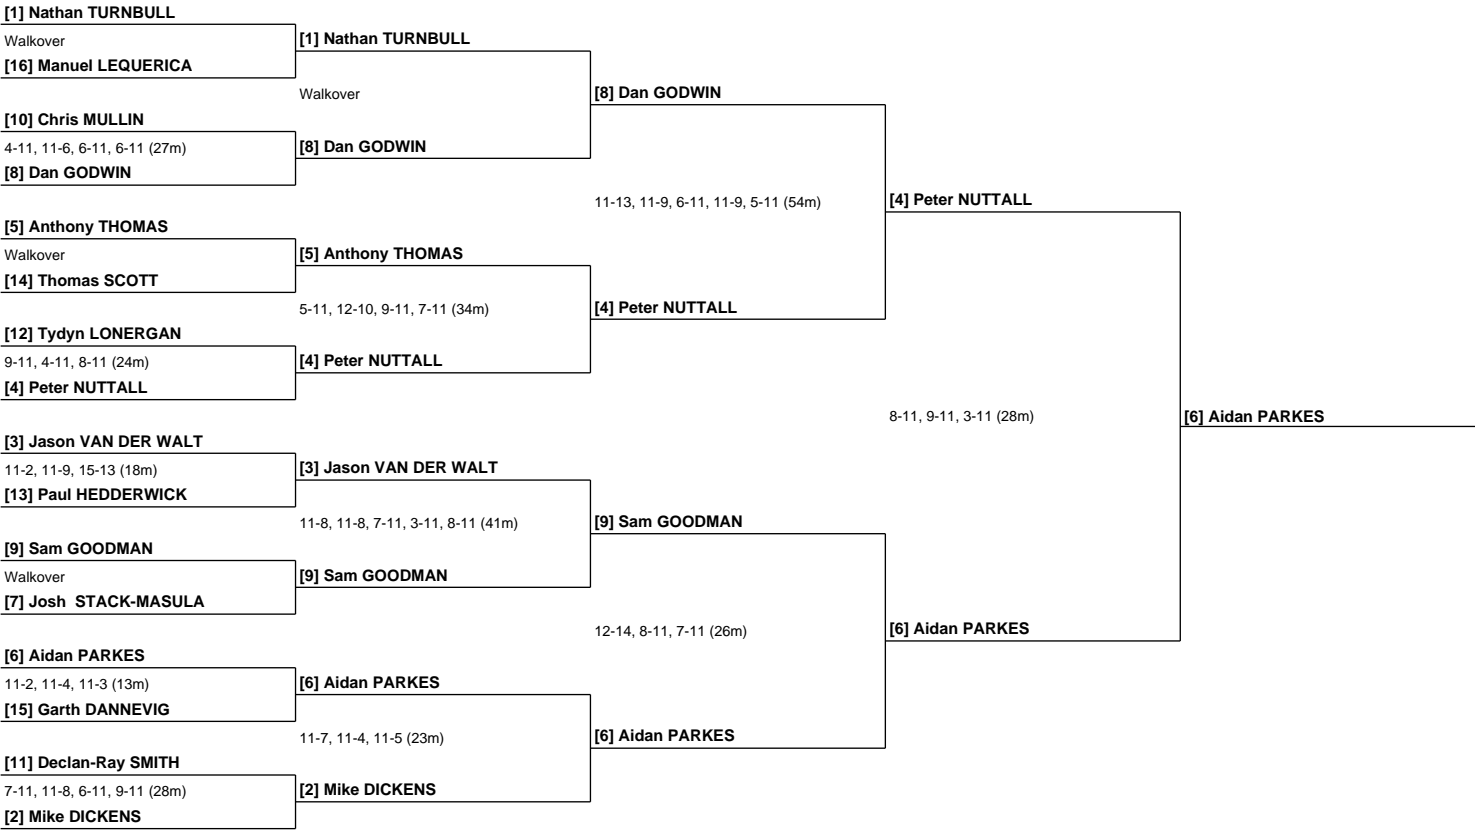 [1] Nathan TURNBULL
Walkover
[16] Manuel LEQUERICA
[10] Chris MULLIN
4-11, 11-6, 6-11, 6-11 (27m)
[8] Dan GODWIN
[5] Anthony THOMAS
Walkover
[14] Thomas SCOTT
[12] Tydyn LONERGAN
9-11, 4-11, 8-11 (24m)
[4] Peter NUTTALL
[3] Jason VAN DER WALT
11-2, 11-9, 15-13 (18m)
[13] Paul HEDDERWICK
[9] Sam GOODMAN
Walkover
[7] Josh  STACK-MASULA
[6] Aidan PARKES
11-2, 11-4, 11-3 (13m)
[15] Garth DANNEVIG
[11] Declan-Ray SMITH
7-11, 11-8, 6-11, 9-11 (28m)
[2] Mike DICKENS
[1] Nathan TURNBULL
Walkover
[8] Dan GODWIN
[5] Anthony THOMAS
5-11, 12-10, 9-11, 7-11 (34m)
[4] Peter NUTTALL
[3] Jason VAN DER WALT
11-8, 11-8, 7-11, 3-11, 8-11 (41m)
[9] Sam GOODMAN
[6] Aidan PARKES
11-7, 11-4, 11-5 (23m)
[2] Mike DICKENS
[8] Dan GODWIN
11-13, 11-9, 6-11, 11-9, 5-11 (54m)
[4] Peter NUTTALL
[9] Sam GOODMAN
12-14, 8-11, 7-11 (26m)
[6] Aidan PARKES
[4] Peter NUTTALL
8-11, 9-11, 3-11 (28m)
[6] Aidan PARKES
[6] Aidan PARKES